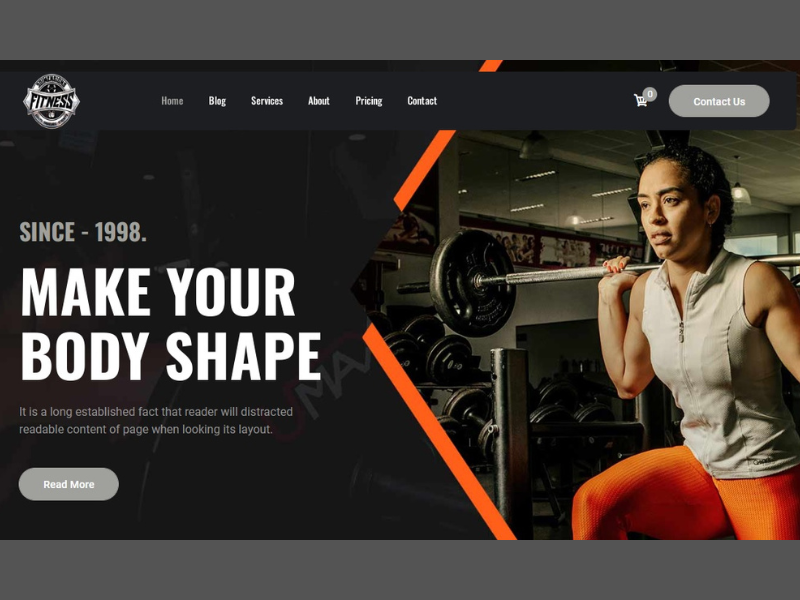 FITNESS
Home Blog Services About Pricing Contact
0
Contact Us
SINCE - 1998.
MAKE YOUR
BODY SHAPE
It is a long established fact that reader will distracted
readable content of page when looking its layout.
Read More